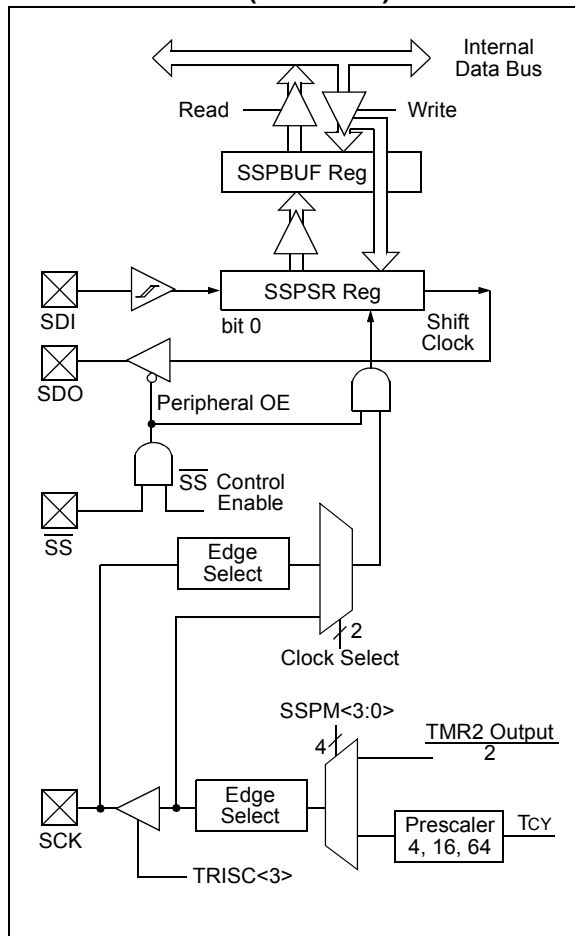 Internal
Data Bus
Read
Write
SSPBUF Reg
SSPSR Reg
SDI
bit 0
Shift
Clock
SDO
Peripheral OE
SS Control
Enable
SS
Edge
Select
2
Clock Select
SSPM<3:0>
4
TMR2 Output
2
Edge
Select
Prescaler
4, 16, 64
TCY
SCK
TRISC<3>